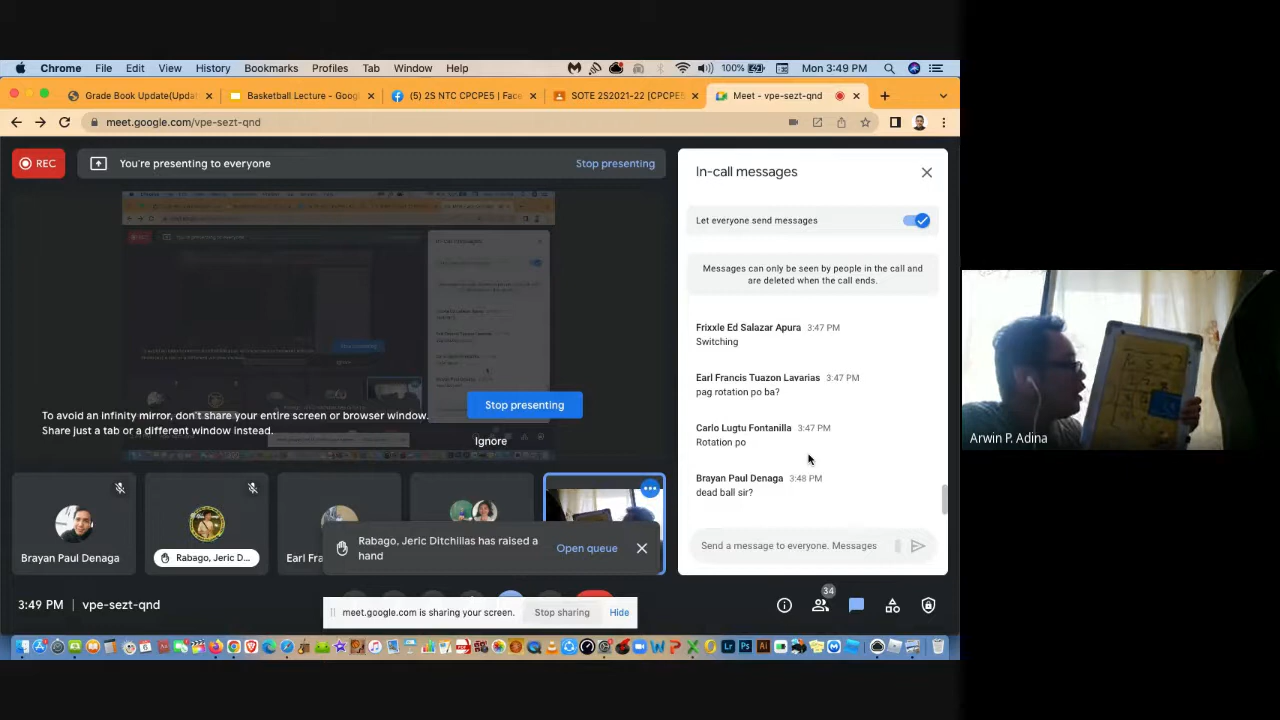 Chrome File Edit View History Bookmarks Profiles Tab Window Help 100% Mon 3:49 PM
Grade Book Update(Upda
Basketball Lecture - Goog
(5) 2S NTC CPCPE5 | Face
SOTE 2S2021-22 [CPCPE5
Meet - vpe-sezt-qnd
meet.google.com/vpe-sezt-qnd
REC
You're presenting to everyone
Stop presenting
To avoid an infinity mirror, don't share your entire screen or browser window.
Share just a tab or a different window instead.
Stop presenting
Ignore
Brayan Paul Denaga
Rabago, Jeric D...
Earl Fra
Rabago, Jeric Ditchillas has raised a
hand
Open queue
3:49 PM | vpe-sezt-qnd
meet.google.com is sharing your screen.
Stop sharing
Hide
In-call messages
Let everyone send messages
Messages can only be seen by people in the call and
are deleted when the call ends.
Frixxle Ed Salazar Apura 3:47 PM
Switching
Earl Francis Tuazon Lavarias 3:47 PM
pag rotation po ba?
Carlo Lugtu Fontanilla 3:47 PM
Rotation po
Brayan Paul Denaga 3:48 PM
dead ball sir?
Send a message to everyone. Messages
34
Arwin P. Adina